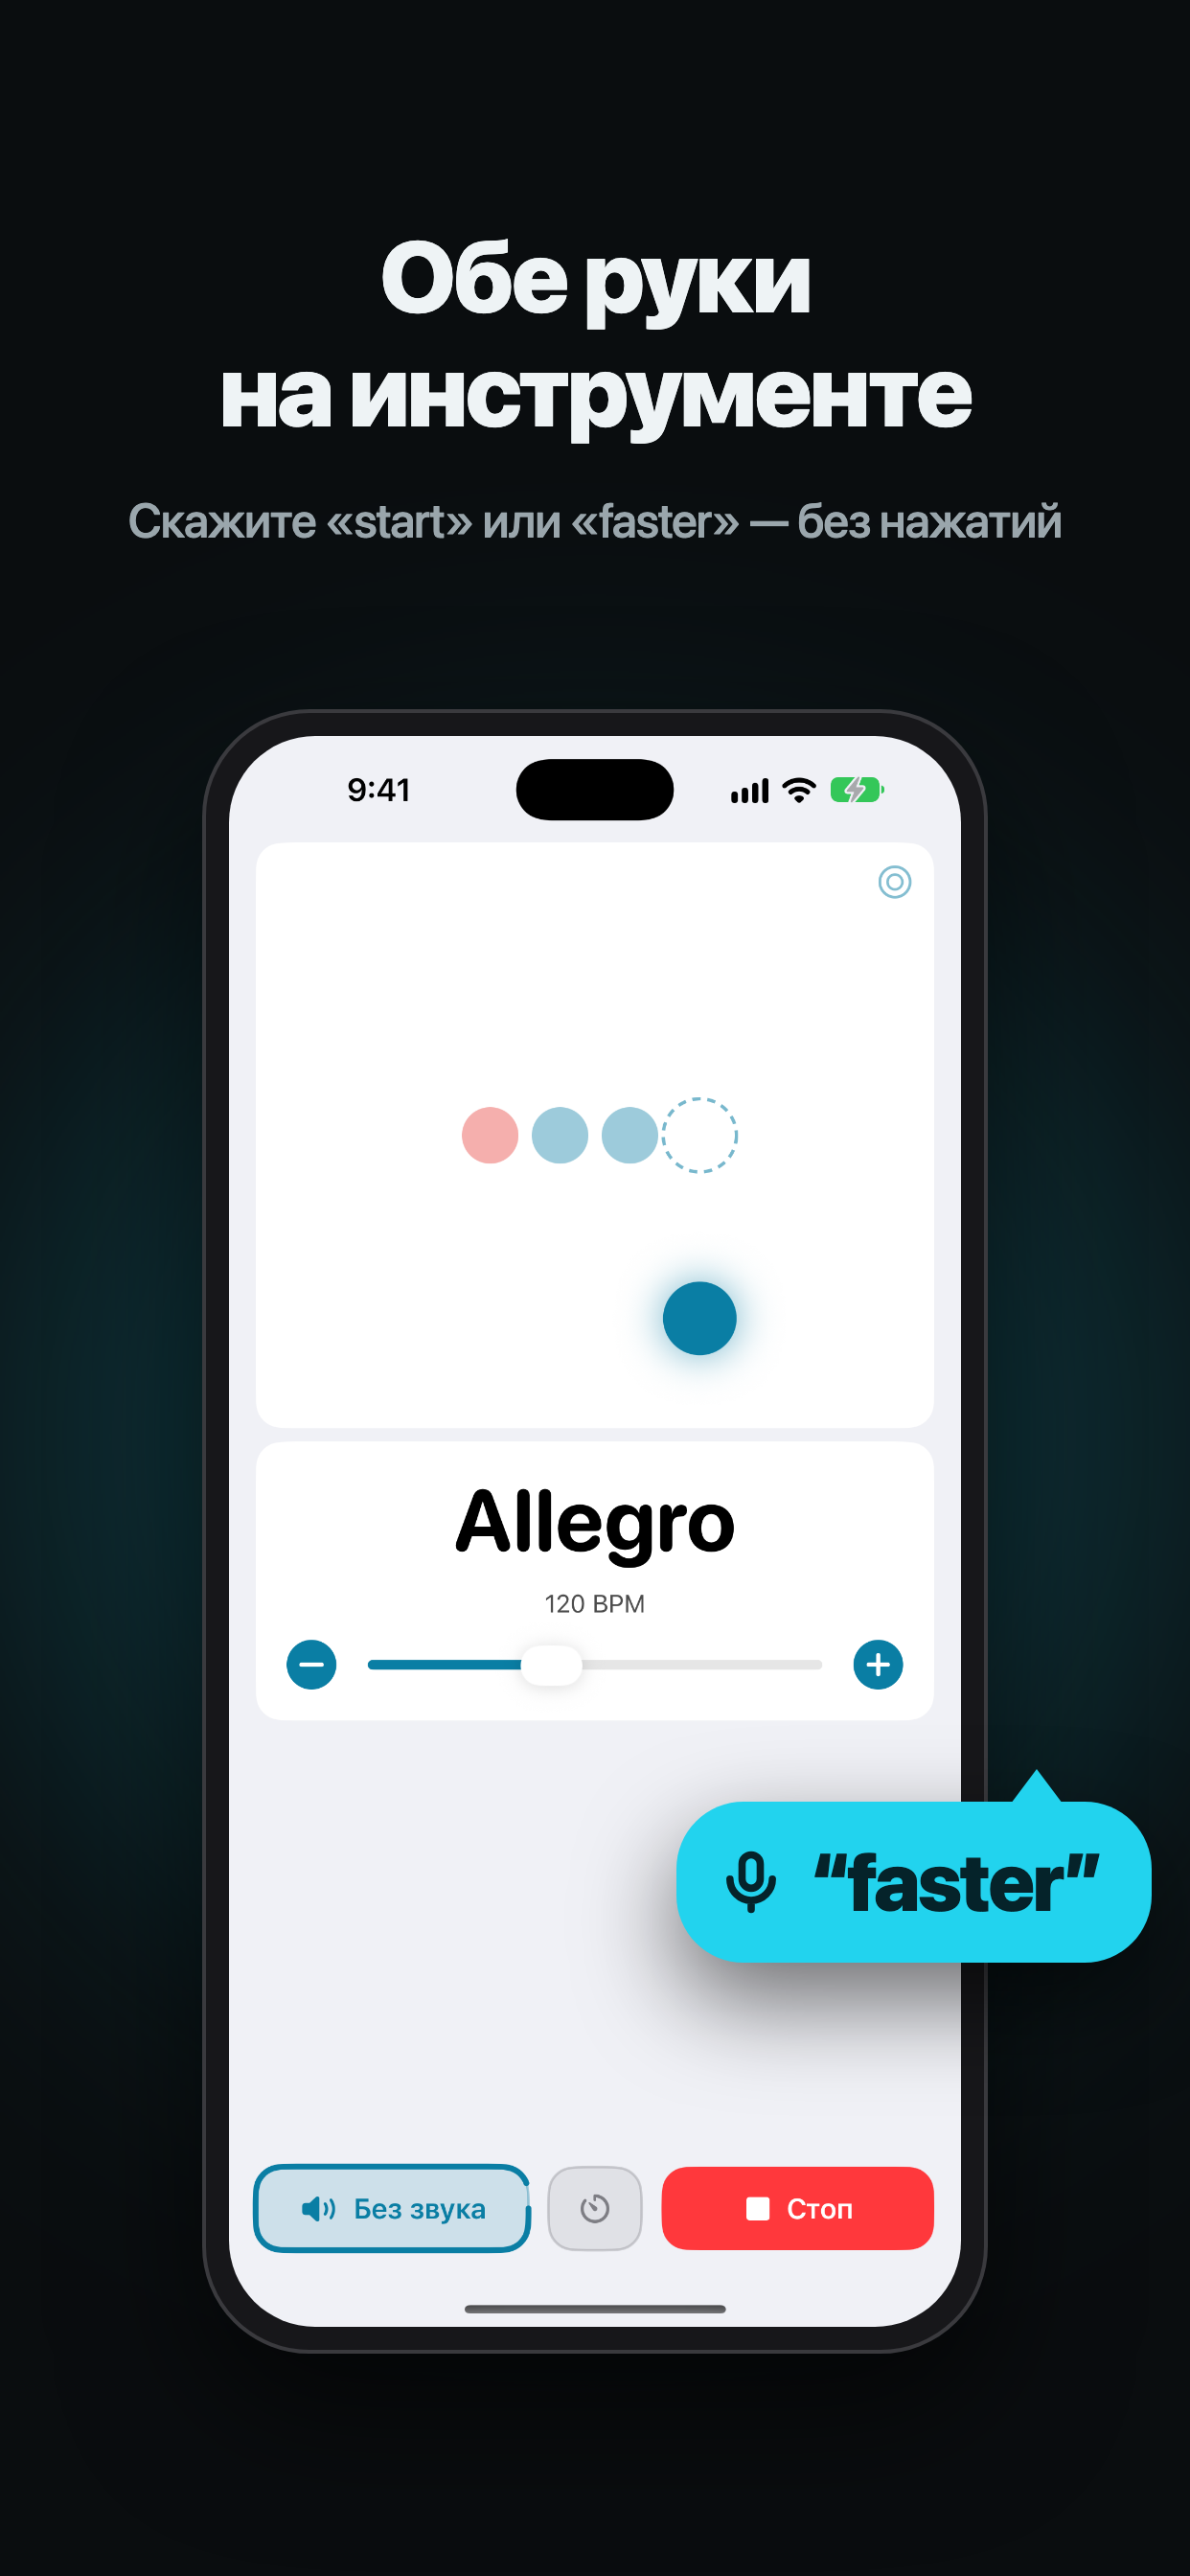 Обе руки
на инструменте
Скажите «start» или «faster» — без нажатий
9:41
Allegro
120 BPM
“faster”
Без звука
Стоп